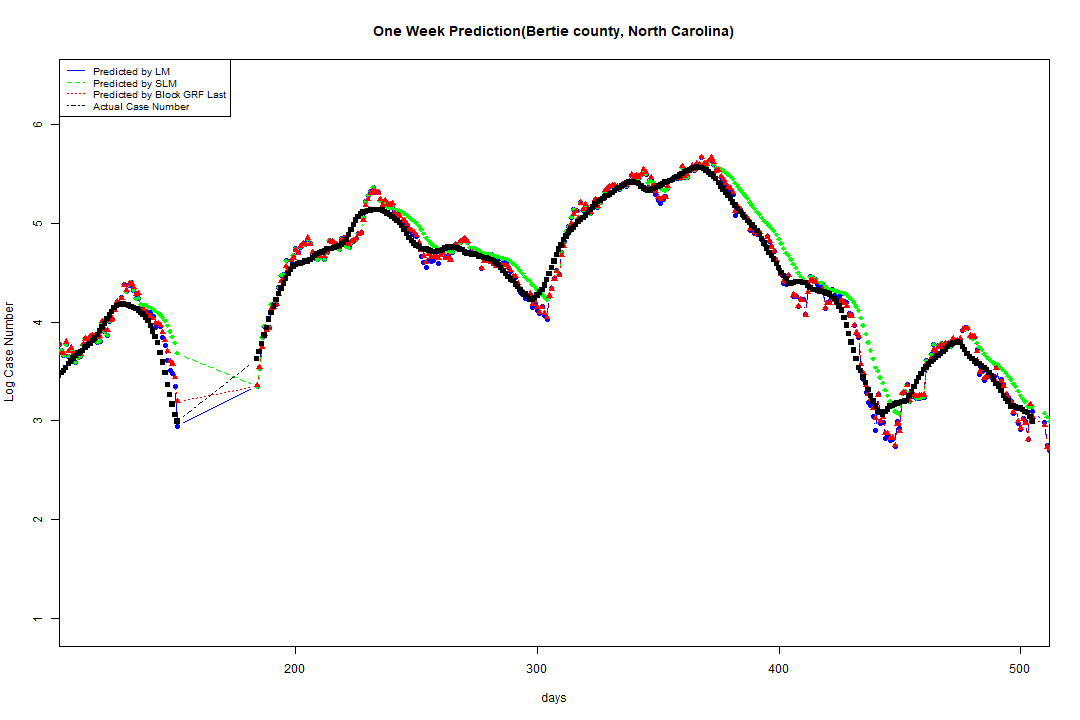 One Week Prediction(Bertie county, North Carolina)
Predicted by LM
Predicted by SLM
Predicted by Block GRF Last
Actual Case Number
Log Case Number
6
5
4
3
2
1
200 300 400 500
days